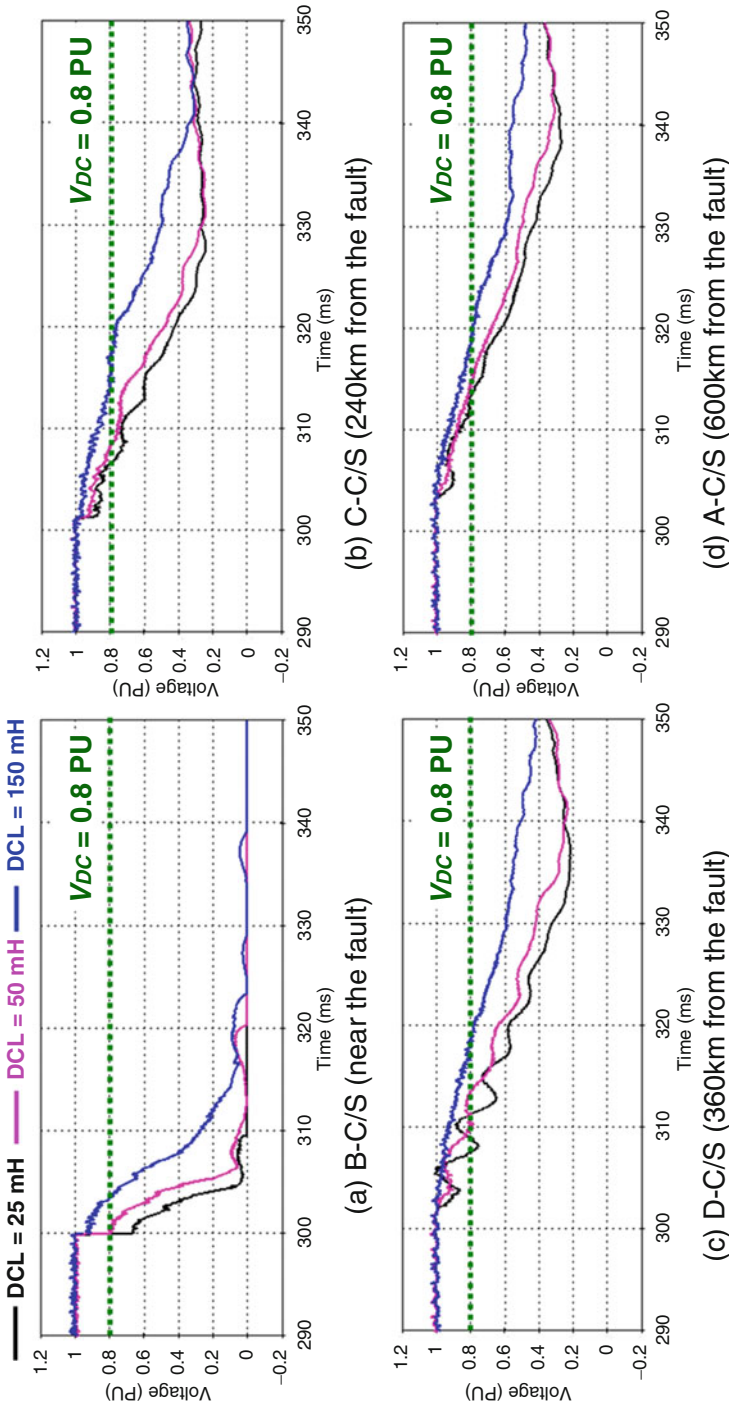 DCL = 25 mH DCL = 50 mH DCL = 150 mH
1.2
1
0.8
0.6
0.4
0.2
0
−0.2
Voltage (PU)
VDC = 0.8 PU
290 300 310 320 330 340 350
Time (ms)
(a) B-C/S (near the fault)
1.2
1
0.8
0.6
0.4
0.2
0
−0.2
Voltage (PU)
VDC = 0.8 PU
290 300 310 320 330 340 350
Time (ms)
(b) C-C/S (240km from the fault)
1.2
1
0.8
0.6
0.4
0.2
0
−0.2
Voltage (PU)
VDC = 0.8 PU
290 300 310 320 330 340 350
Time (ms)
(c) D-C/S (360km from the fault)
1.2
1
0.8
0.6
0.4
0.2
0
−0.2
Voltage (PU)
VDC = 0.8 PU
290 300 310 320 330 340 350
Time (ms)
(d) A-C/S (600km from the fault)